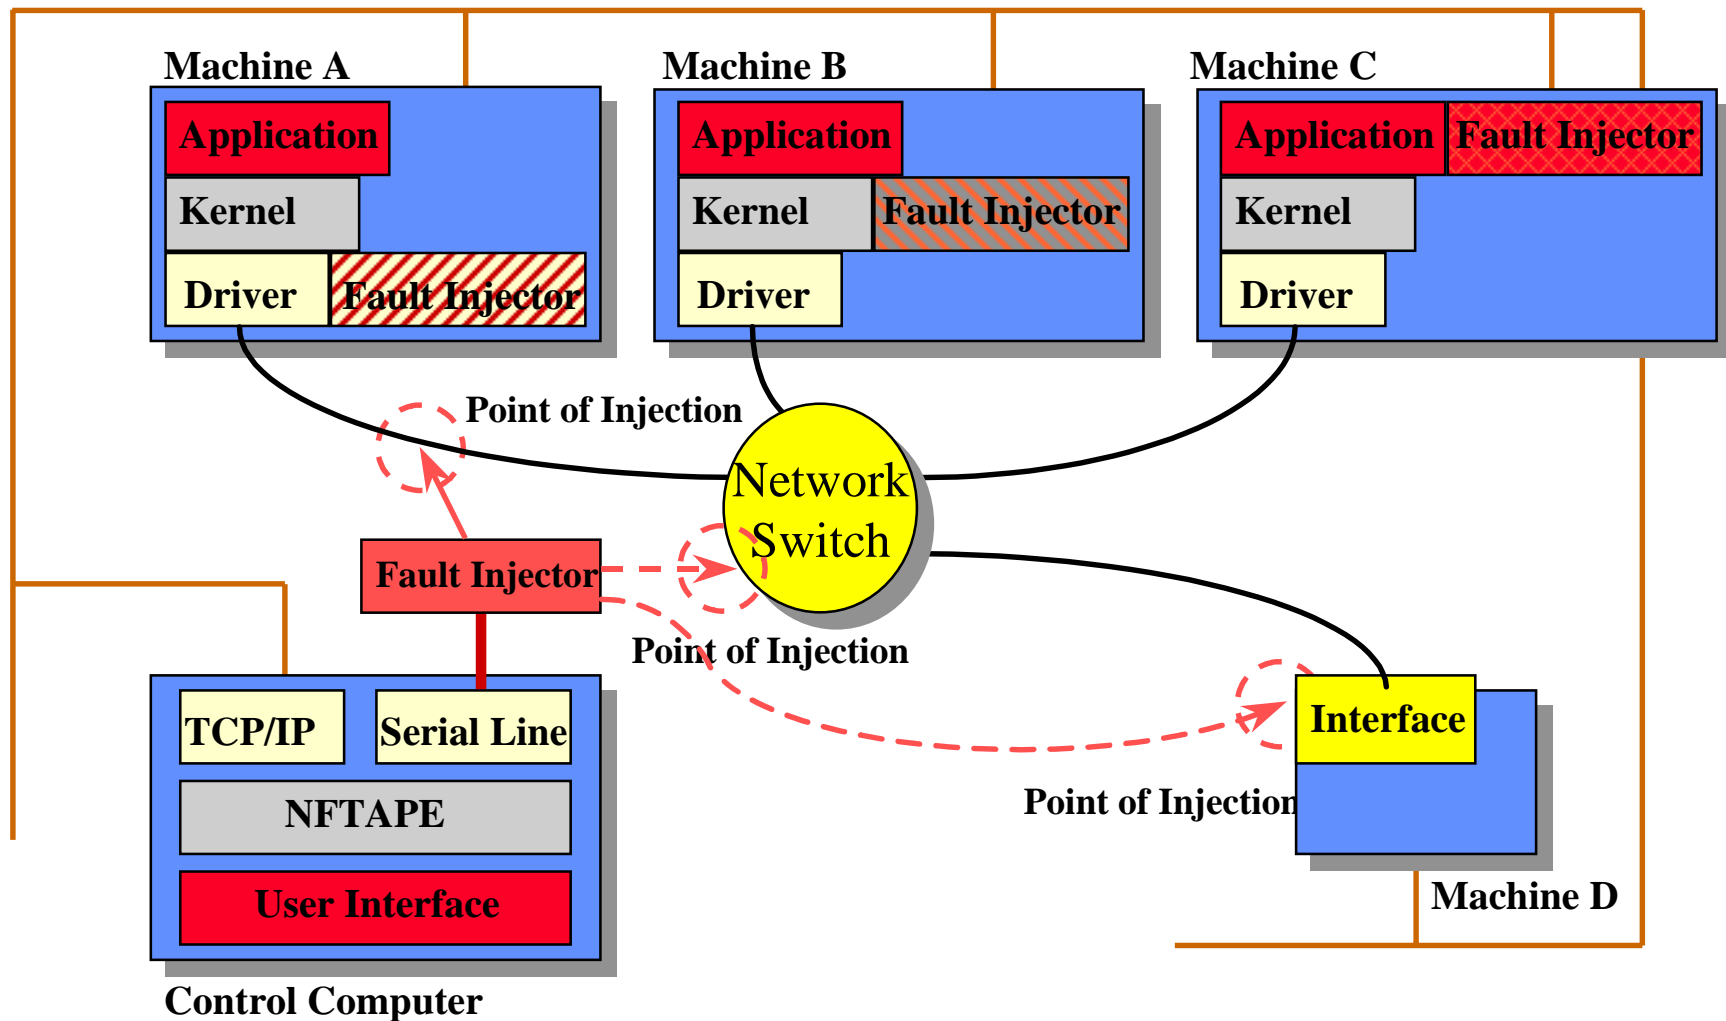 Machine A
Machine B
Machine C
Application
Kernel
Driver
Fault Injector
Application
Kernel
Fault Injector
Driver
Application
Fault Injector
Kernel
Driver
Point of Injection
Network
Switch
Fault Injector
Point of Injection
TCP/IP
Serial Line
NFTAPE
User Interface
Control Computer
Interface
Point of Injection
Machine D